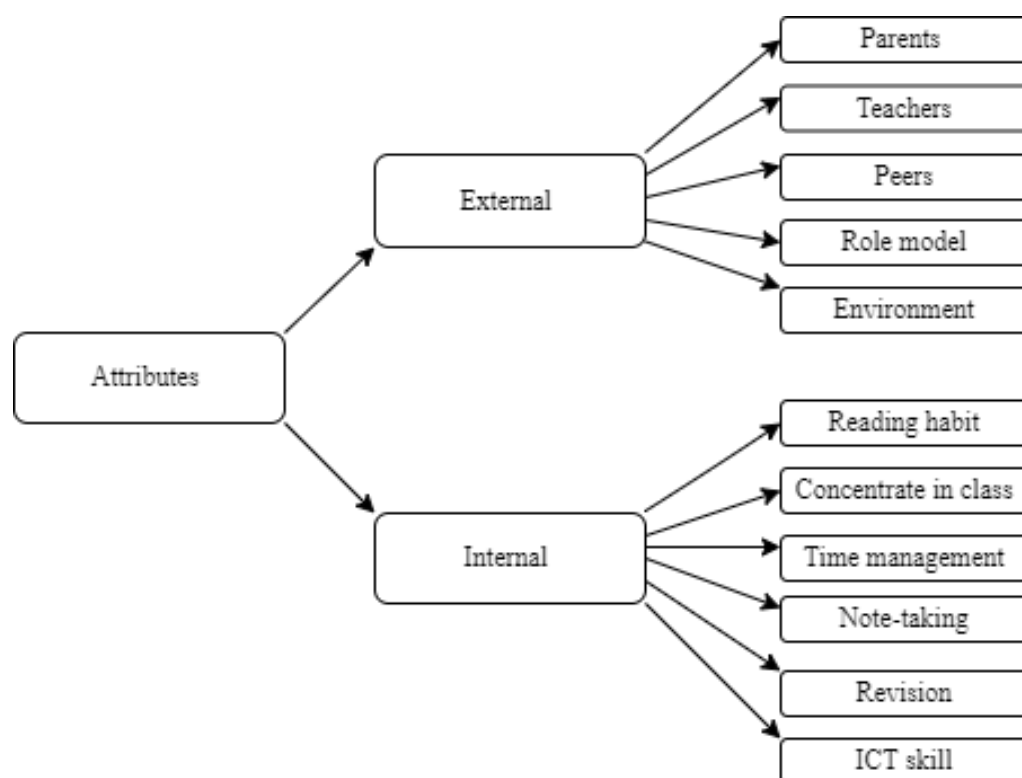 Attributes
External
Parents
Teachers
Peers
Role model
Environment
Internal
Reading habit
Concentrate in class
Time management
Note-taking
Revision
ICT skill